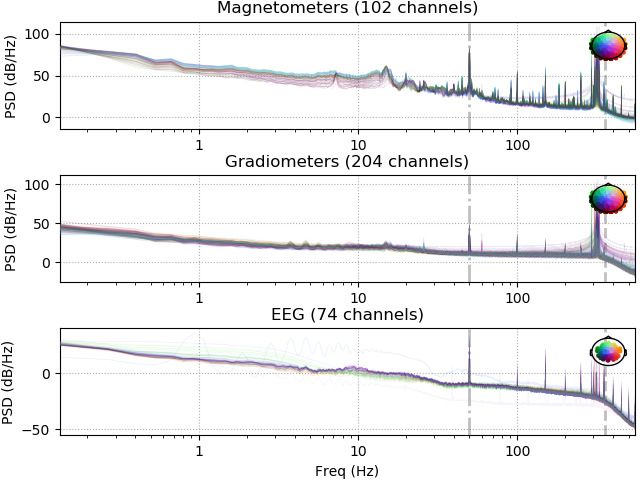 Magnetometers (102 channels)
PSD (dB/Hz)
100
50
0
1
10
100
Gradiometers (204 channels)
PSD (dB/Hz)
100
50
0
1
10
100
EEG (74 channels)
PSD (dB/Hz)
0
−50
1
10
100
Freq (Hz)